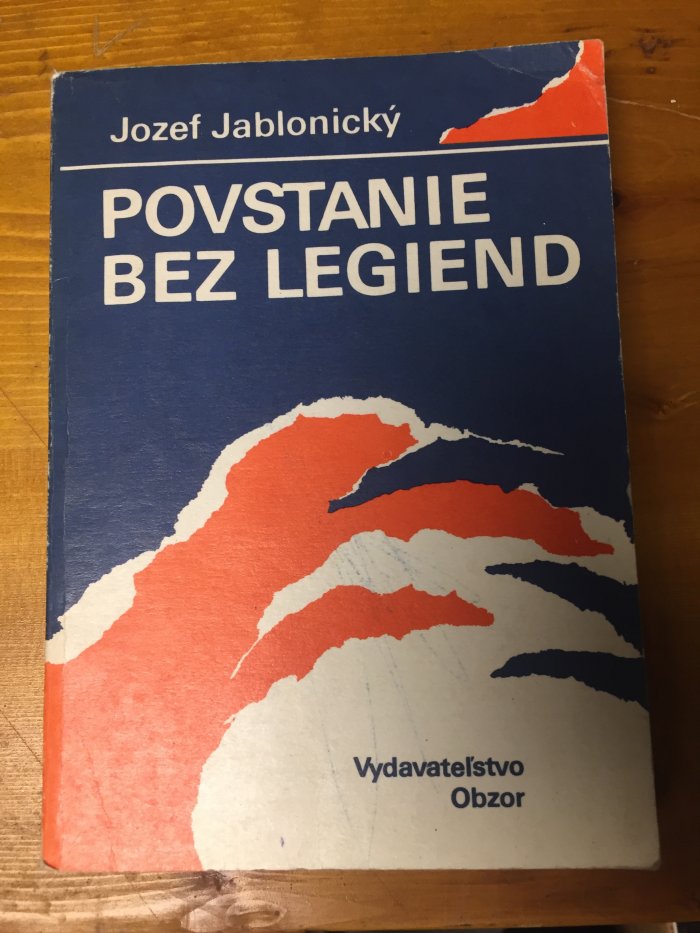 Jozef Jablonický
POVSTANIE
BEZ LEGIEND
Vydavateľstvo
Obzor